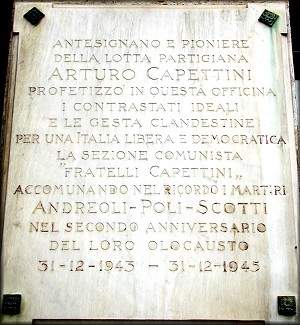 ANTESIGNANO E PIONIERE
DELLA LOTTA PARTIGIANA
ARTURO CAPETTINI
PROFETIZZO' IN QUESTA OFFICINA
I CONTRASTATI IDEALI
E LE GESTA CLANDESTINE
PER UNA ITALIA LIBERA E DEMOCRATICA
LA SEZIONE COMUNISTA
"FRATELLI CAPETTINI"
ACCOMUNANDO NEL RICORDO I MARTIRI
ANDREOLI-POLI-SCOTTI
NEL SECONDO ANNIVERSARIO
DEL LORO OLOCAUSTO
31-12-1943 — 31-12-1945